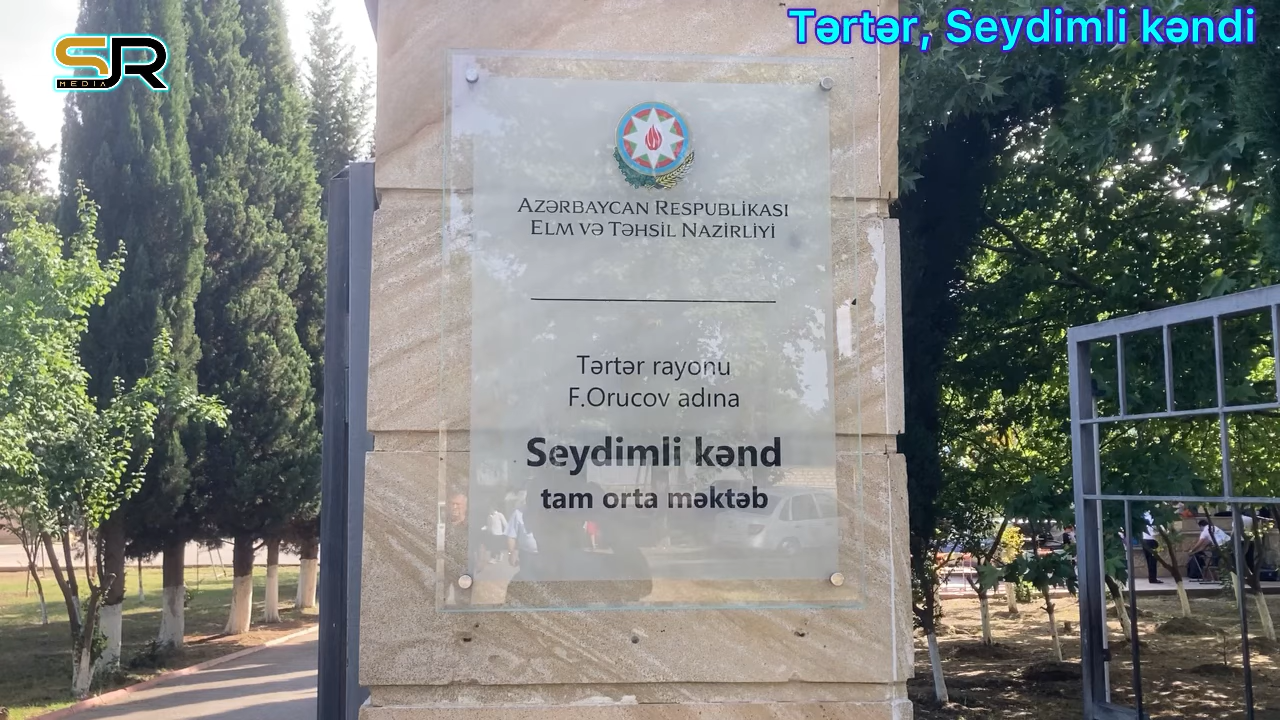 SJR
MEDIA
Tərtər, Seydimli kəndi
AZƏRBAYCAN RESPUBLİKASI
ELM VƏ TƏHSİL NAZİRLİYİ
Tərtər rayonu
F.Orucov adına
Seydimli kənd
tam orta məktəb